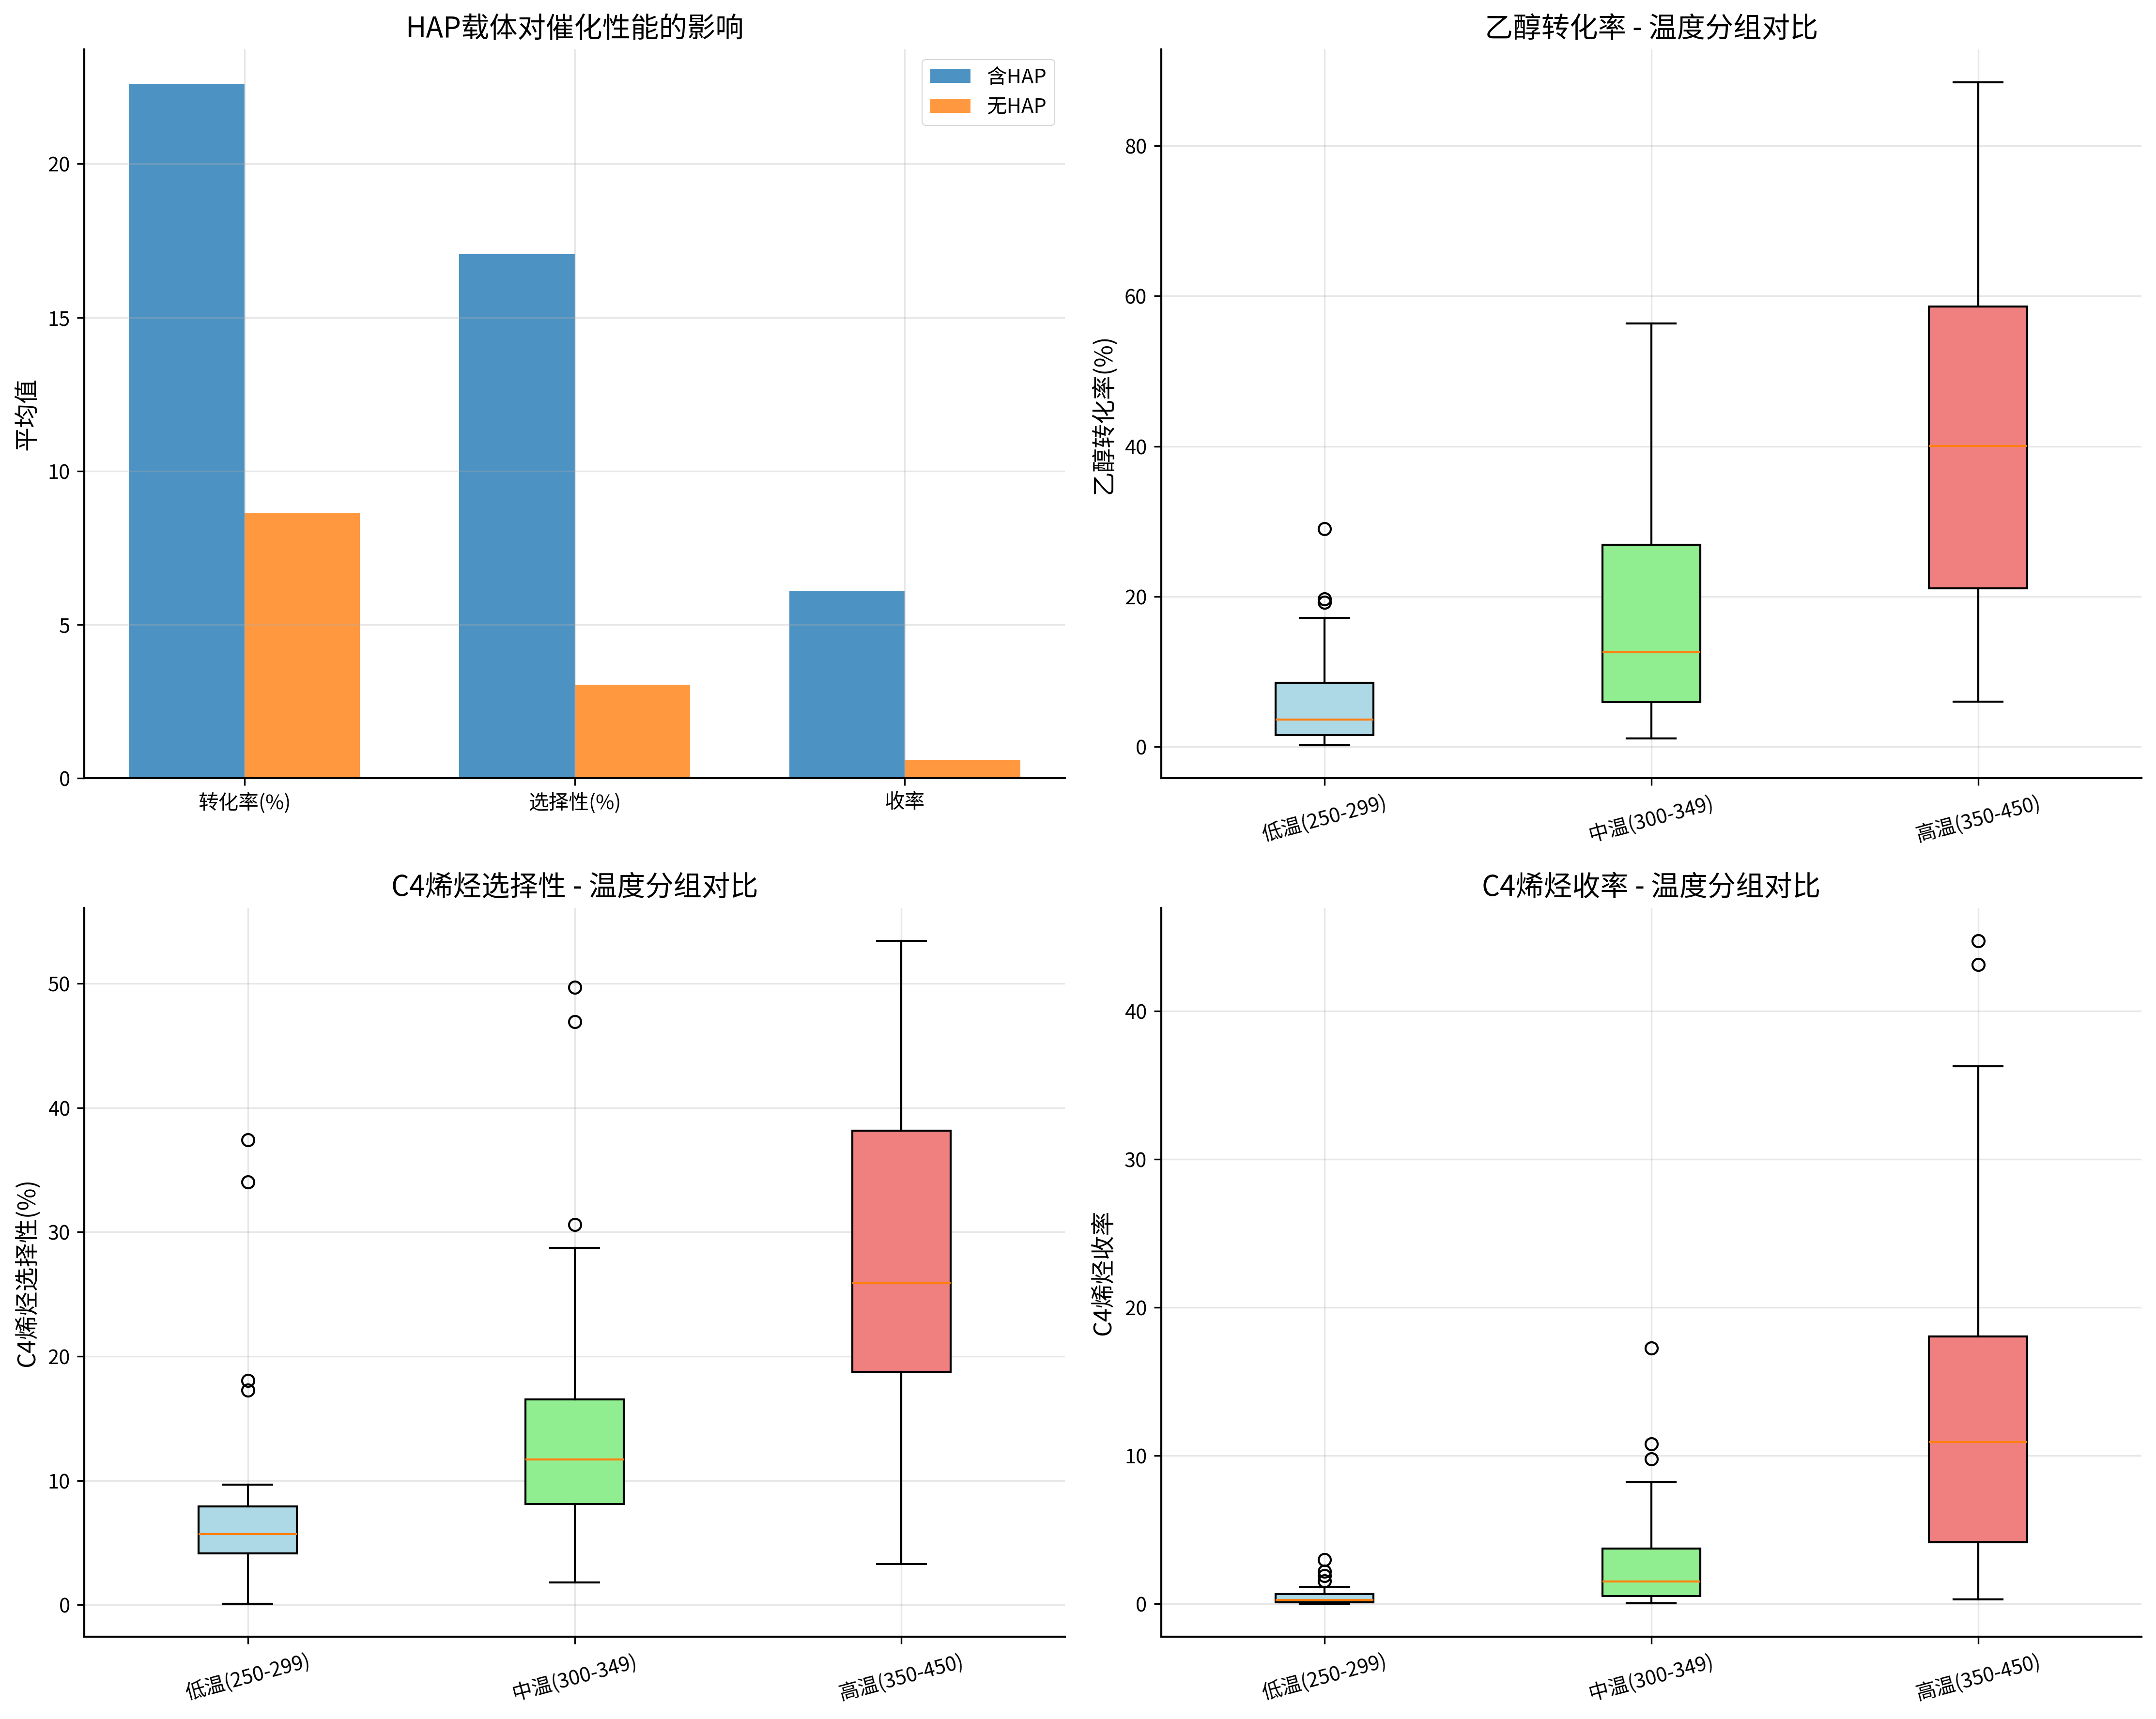 HAP载体对催化性能的影响
平均值
20
15
10
5
0
转化率(%)
选择性(%)
收率
含HAP
无HAP
乙醇转化率 - 温度分组对比
乙醇转化率(%)
80
60
40
20
0
低温(250-299)
中温(300-349)
高温(350-450)
C4烯烃选择性 - 温度分组对比
C4烯烃选择性(%)
50
40
30
20
10
0
低温(250-299)
中温(300-349)
高温(350-450)
C4烯烃收率 - 温度分组对比
C4烯烃收率
40
30
20
10
0
低温(250-299)
中温(300-349)
高温(350-450)